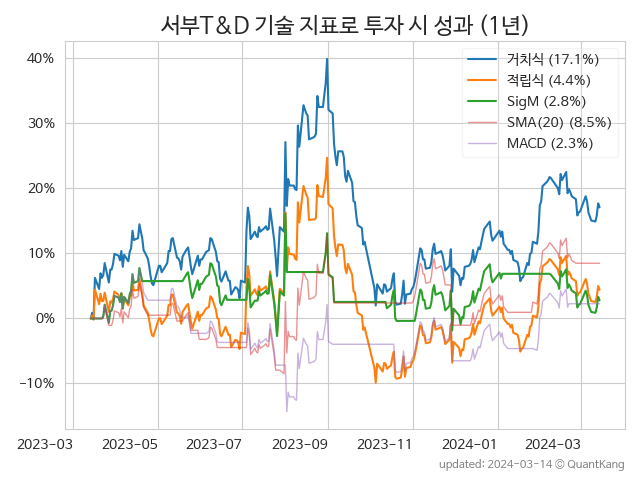 서부T&D 기술 지표로 투자 시 성과 (1년)
40%
30%
20%
10%
0%
−10%
거치식 (17.1%)
적립식 (4.4%)
SigM (2.8%)
SMA(20) (8.5%)
MACD (2.3%)
2023-03
2023-05
2023-07
2023-09
2023-11
2024-01
2024-03
updated: 2024-03-14 © QuantKang